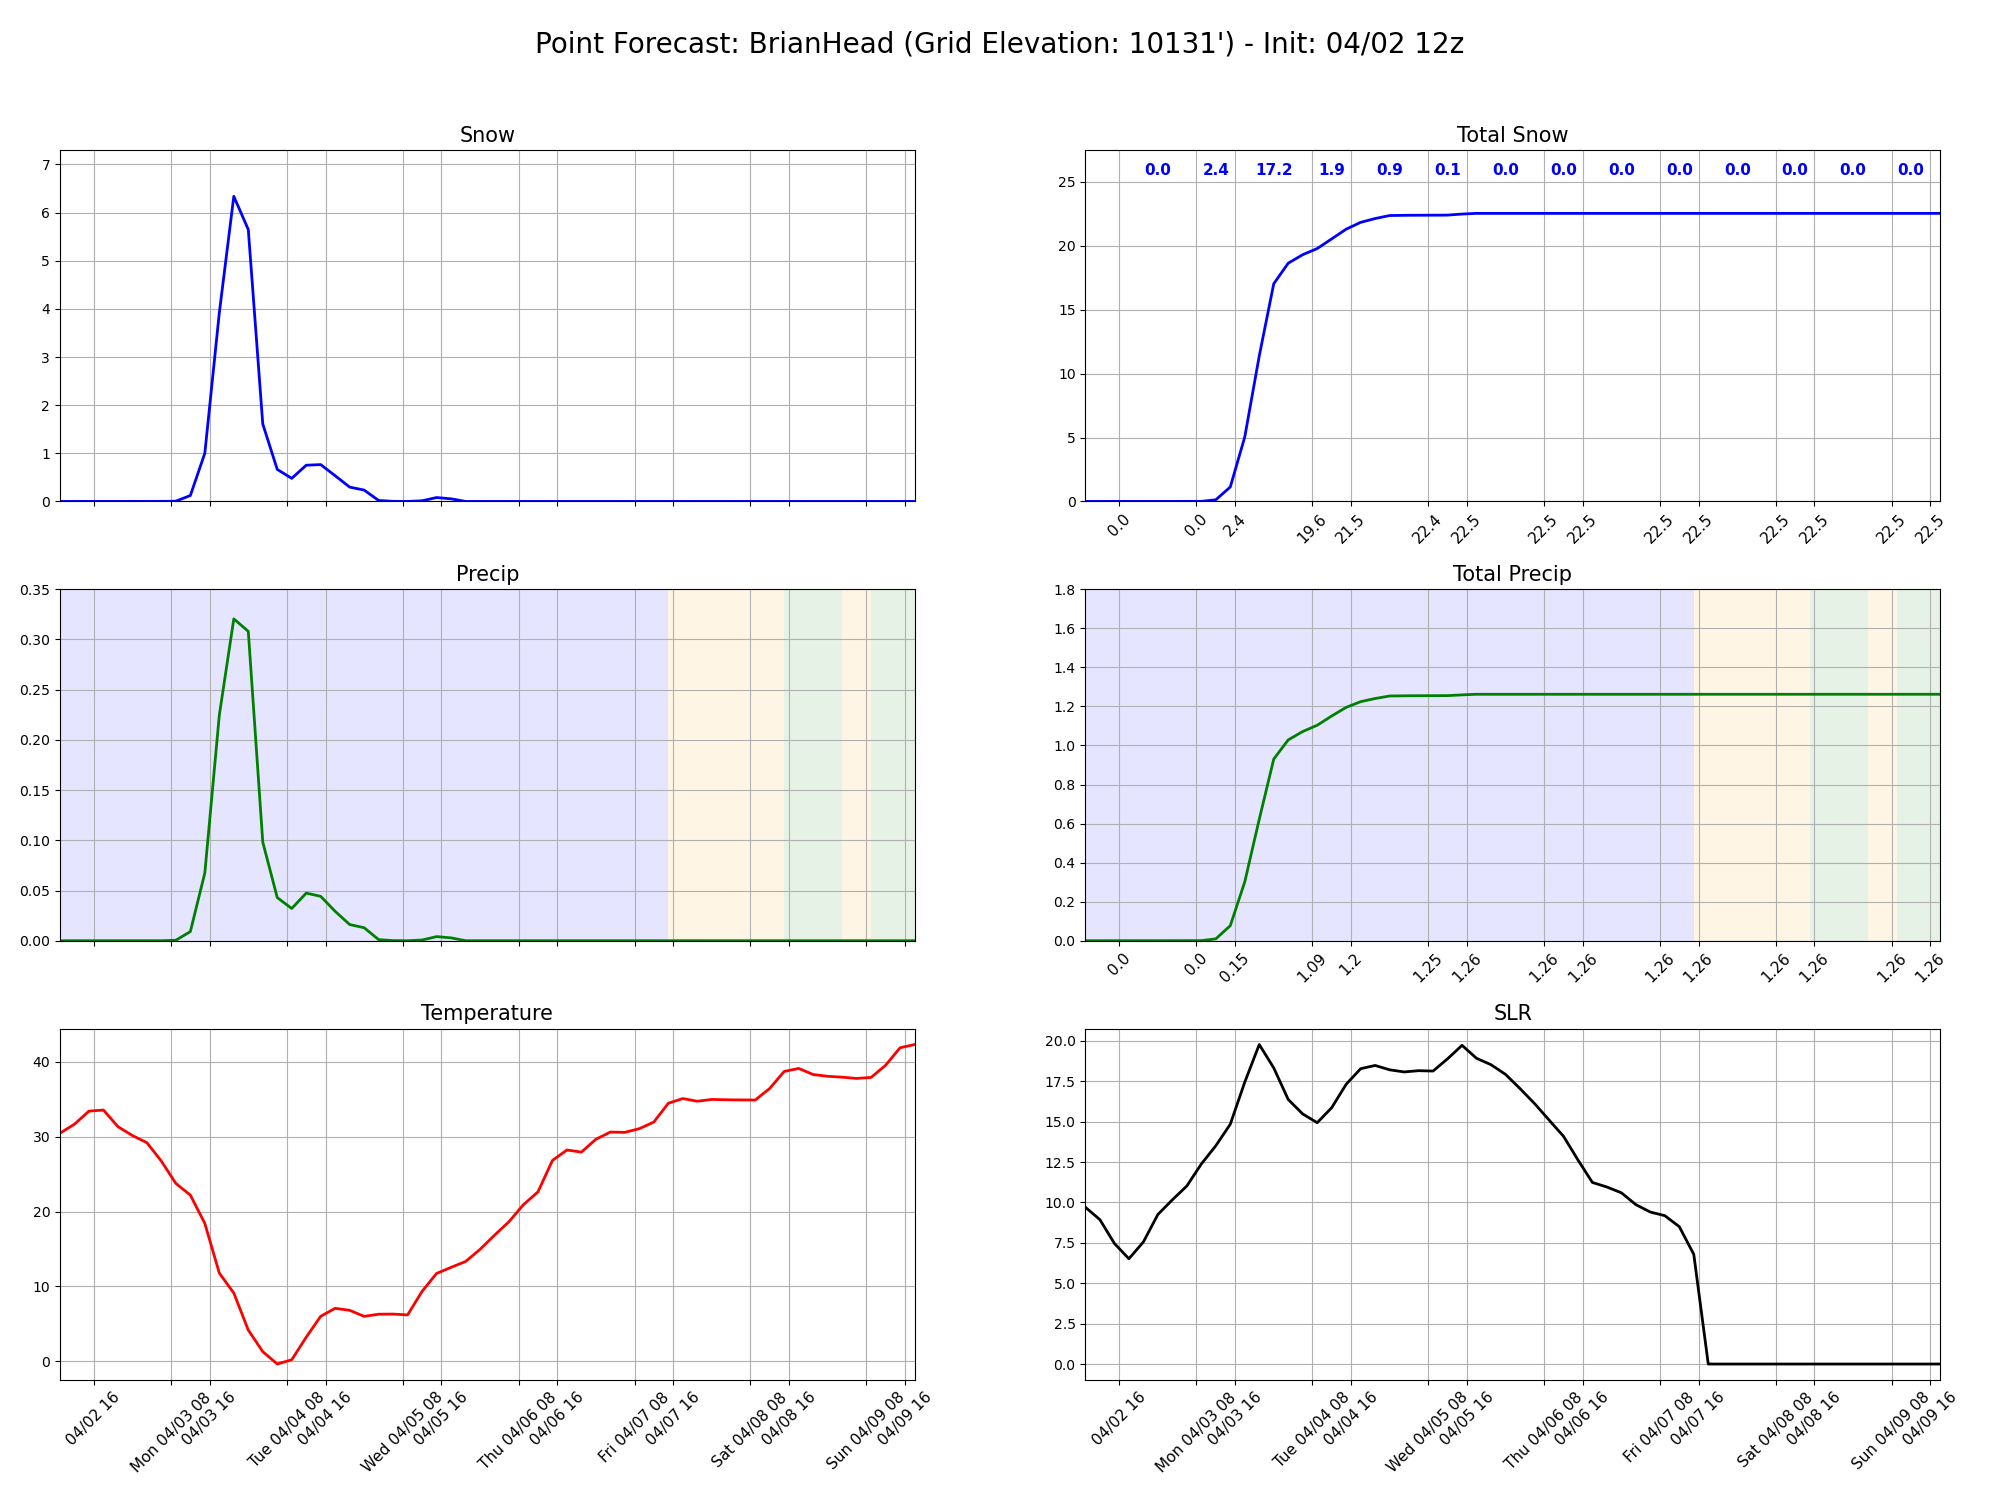 Point Forecast: BrianHead (Grid Elevation: 10131') - Init: 04/02 12z
Snow
7
6
5
4
3
2
1
0
Total Snow
0.0 2.4 17.2 1.9 0.9 0.1 0.0 0.0 0.0 0.0 0.0 0.0 0.0 0.0
25
20
15
10
5
0
0.0 0.0 2.4 19.6 21.5 22.4 22.5 22.5 22.5 22.5 22.5 22.5 22.5 22.5 22.5
Precip
0.35
0.30
0.25
0.20
0.15
0.10
0.05
0.00
Total Precip
1.8
1.6
1.4
1.2
1.0
0.8
0.6
0.4
0.2
0.0
0.0 0.0 0.15 1.09 1.2 1.25 1.26 1.26 1.26 1.26 1.26 1.26 1.26 1.26 1.26
Temperature
40
30
20
10
0
04/02 16
Mon 04/03 08
04/03 16
Tue 04/04 08
04/04 16
Wed 04/05 08
04/05 16
Thu 04/06 08
04/06 16
Fri 04/07 08
04/07 16
Sat 04/08 08
04/08 16
Sun 04/09 08
04/09 16
SLR
20.0
17.5
15.0
12.5
10.0
7.5
5.0
2.5
0.0
04/02 16
Mon 04/03 08
04/03 16
Tue 04/04 08
04/04 16
Wed 04/05 08
04/05 16
Thu 04/06 08
04/06 16
Fri 04/07 08
04/07 16
Sat 04/08 08
04/08 16
Sun 04/09 08
04/09 16